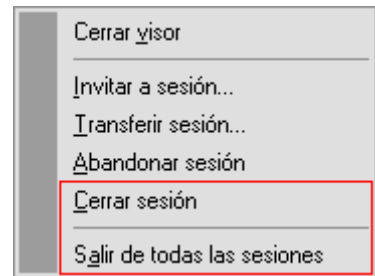 Cerrar visor
Invitar a sesión...
Transferir sesión...
Abandonar sesión
Cerrar sesión
Salir de todas las sesiones